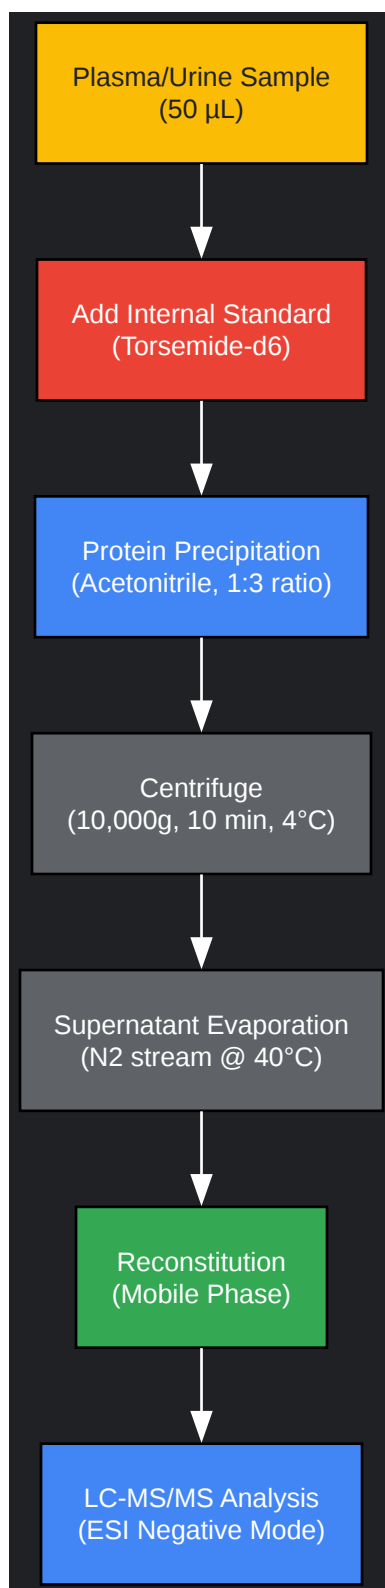 Plasma/Urine Sample
(50 µL)
Add Internal Standard
(Torsemide-d6)
Protein Precipitation
(Acetonitrile, 1:3 ratio)
Centrifuge
(10,000g, 10 min, 4°C)
Supernatant Evaporation
(N2 stream @ 40°C)
Reconstitution
(Mobile Phase)
LC-MS/MS Analysis
(ESI Negative Mode)